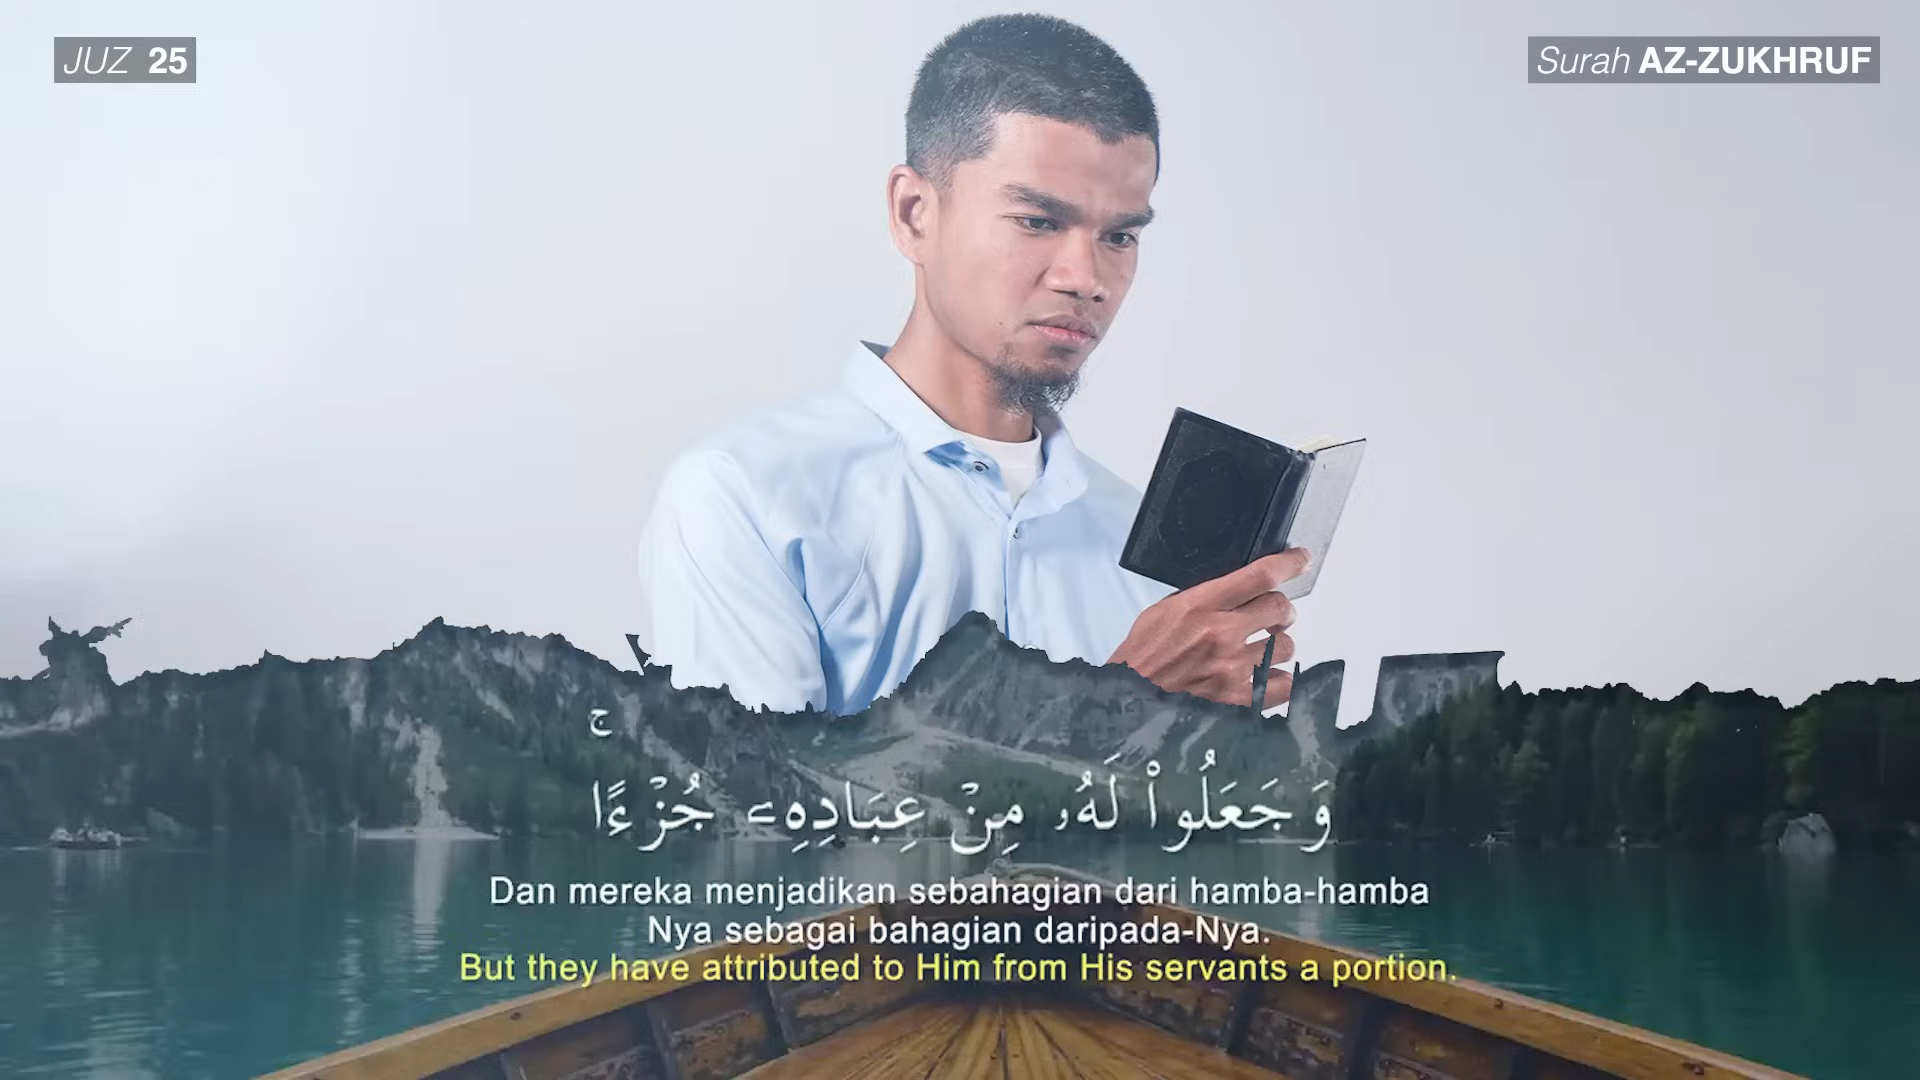 JUZ 25
Surah AZ-ZUKHRUF
وَجَعَلُوا۟ لَهُۥ مِنْ عِبَادِهِۦ جُزْءًا ۚ
Dan mereka menjadikan sebahagian dari hamba-hamba
Nya sebagai bahagian daripada-Nya.
But they have attributed to Him from His servants a portion.